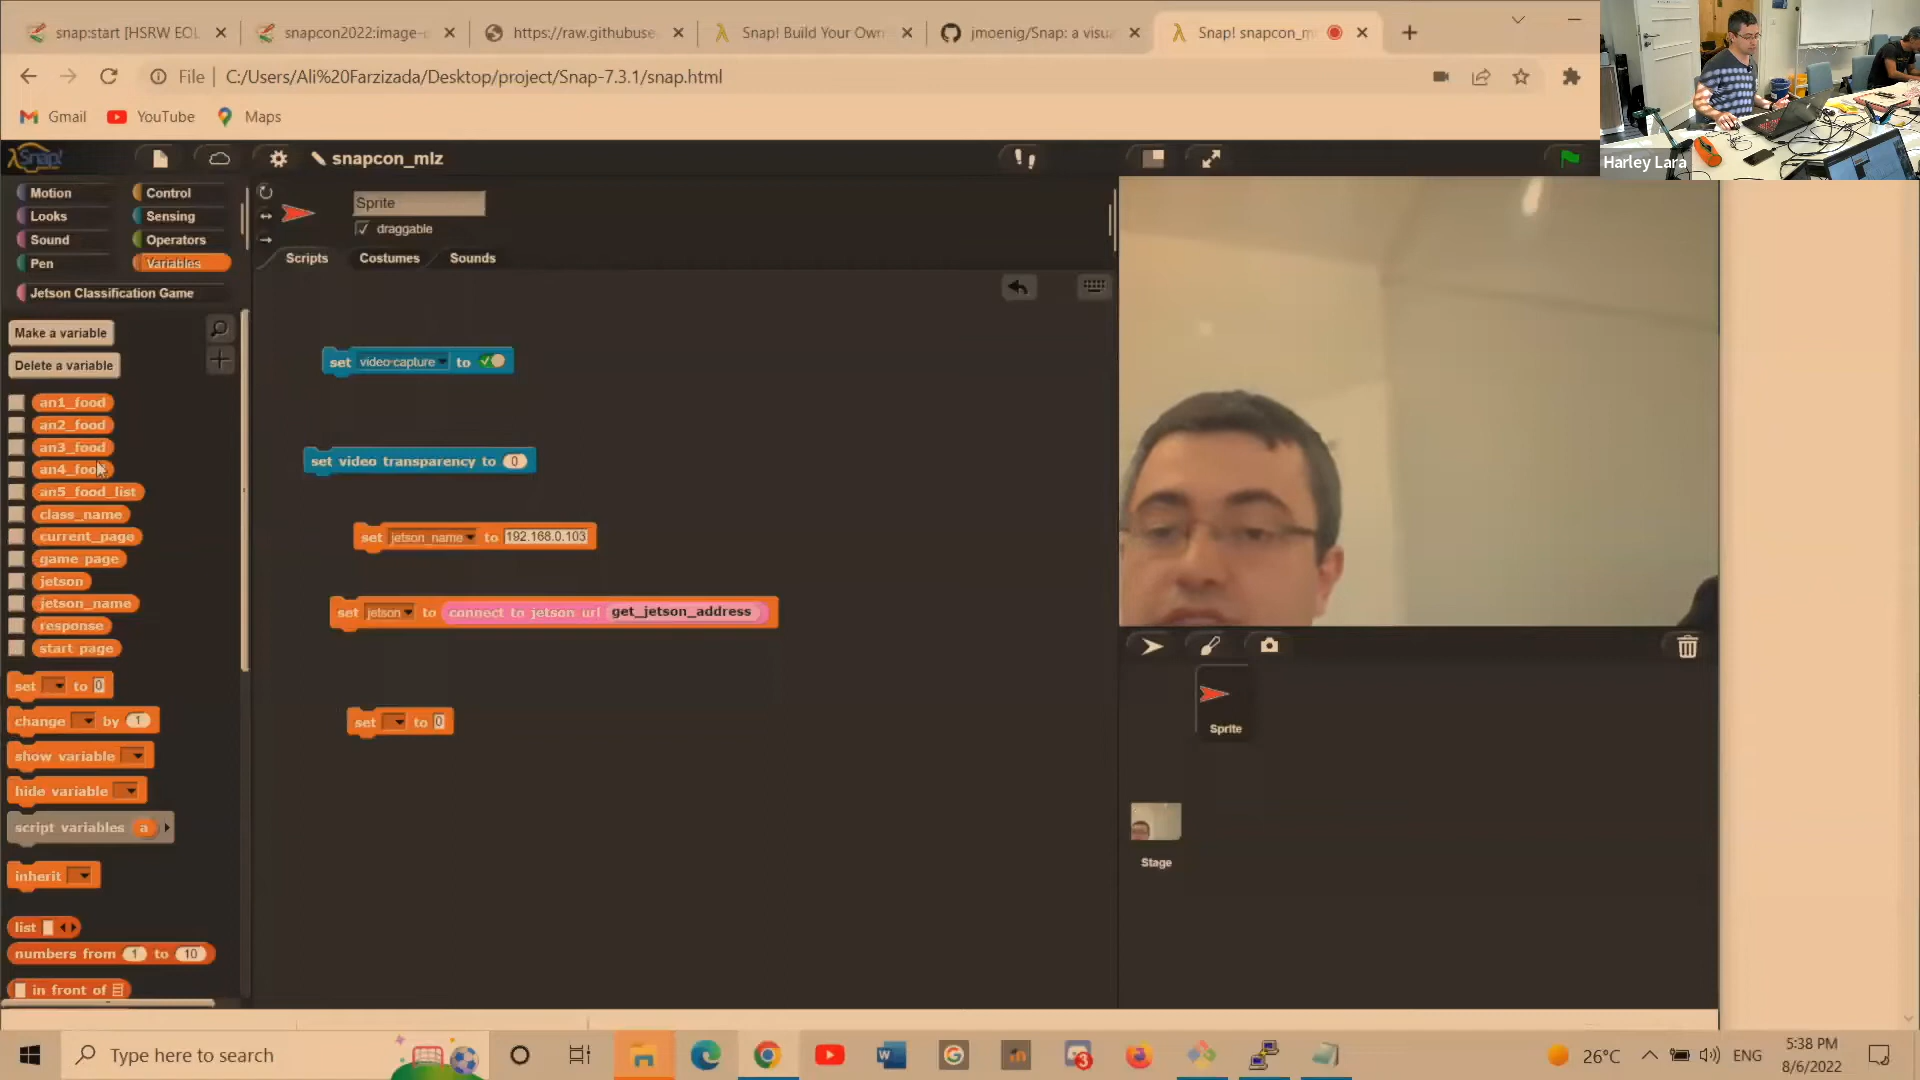 snap:start [HSRW EOL
snapcon2022:image-c
https://raw.githubuse
Snap! Build Your Own
jmoenig/Snap: a visua
Snap! snapcon_m
File
C:/Users/Ali%20Farzizada/Desktop/project/Snap-7.3.1/snap.html
Gmail
YouTube
Maps
Harley Lara
Snap!
snapcon_mlz
Motion
Control
Looks
Sensing
Sound
Operators
Pen
Variables
Jetson Classification Game
Sprite
draggable
Scripts
Costumes
Sounds
Make a variable
Delete a variable
an1_food
an2_food
an3_food
an4_food
an5_food_list
class_name
current_page
game page
jetson
jetson_name
response
start page
set to 0
change by 1
show variable
hide variable
script variables a
inherit
list
numbers from 1 to 10
in front of
set video capture to
set video transparency to 0
set jetson_name to 192.168.0.103
set jetson to connect to jetson url get_jetson_address
set to 0
Sprite
Stage
Type here to search
3
26°C
ENG
5:38 PM
8/6/2022